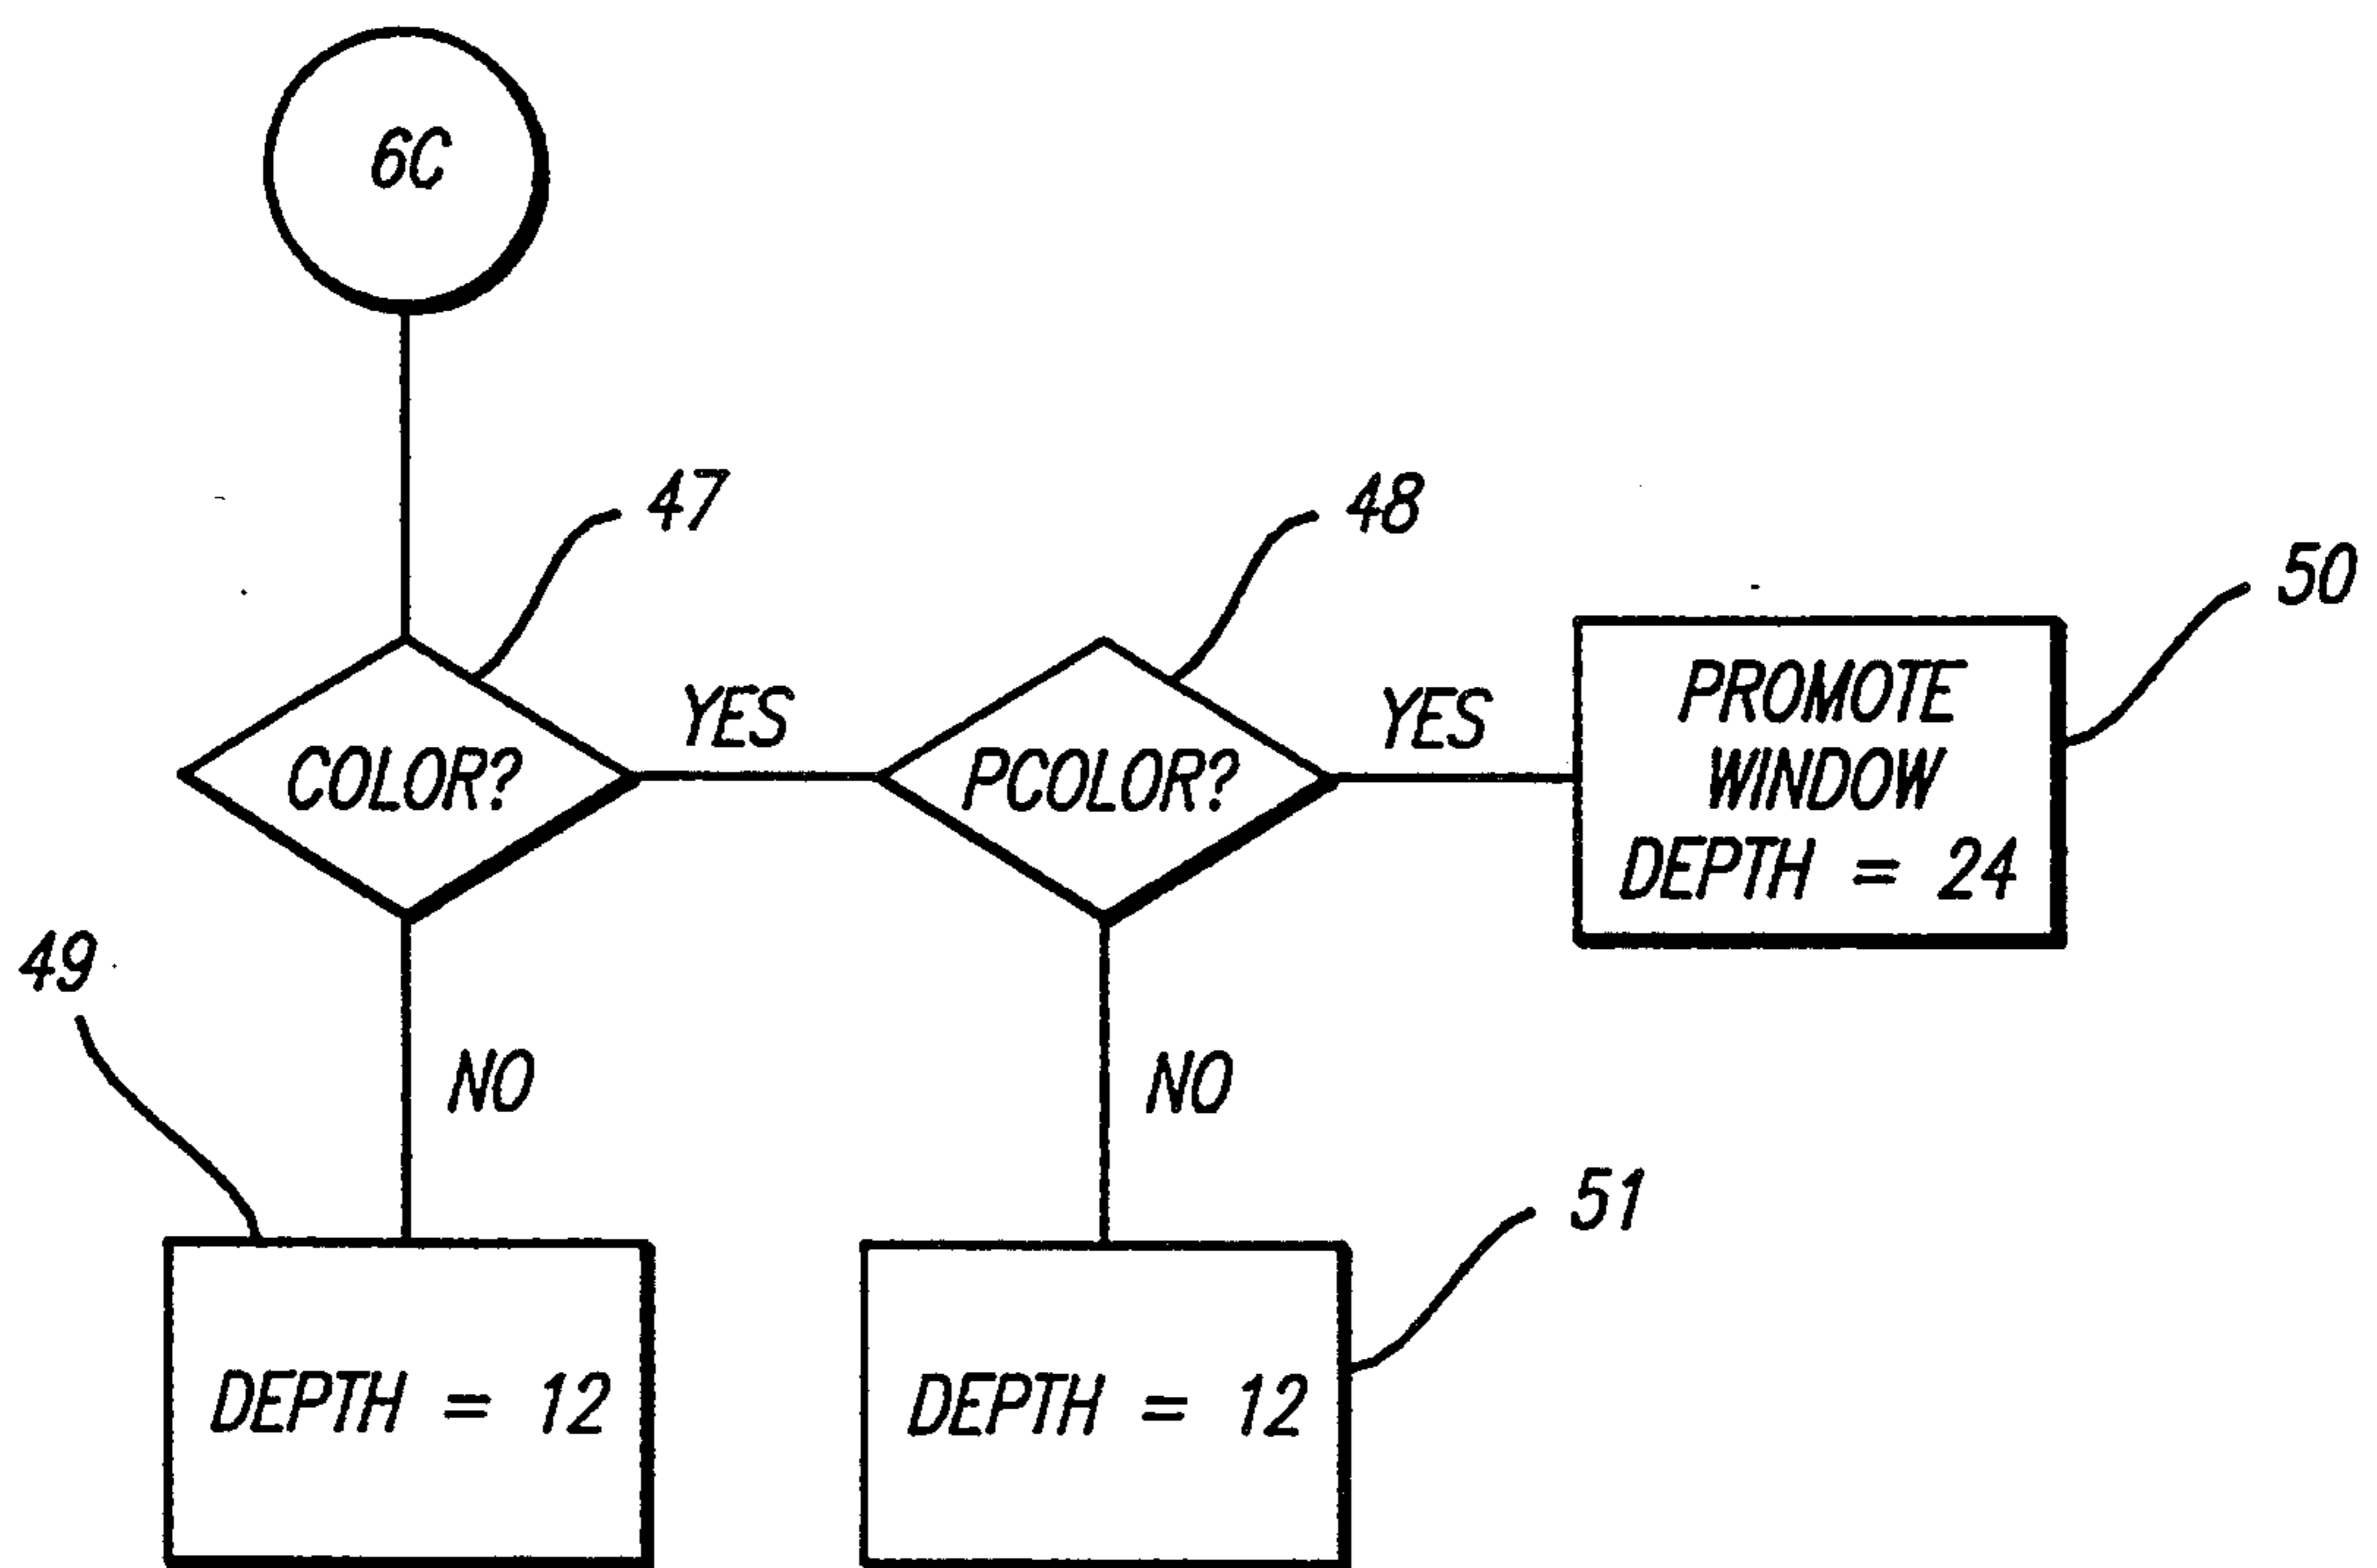 6C
47
48
50
COLOR?
YES
PCOLOR?
YES
PROMOTE
WINDOW
DEPTH = 24
49
NO
NO
51
DEPTH = 12
DEPTH = 12